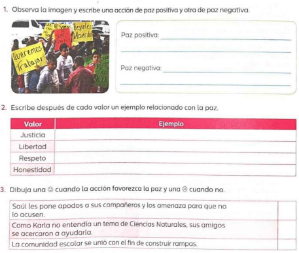 1. Observa la imagen y escribe una acción de paz positiva y otra de paz negativa.
Queremos
Trabajar
Paz positiva:
Paz negativa:
2. Escribe después de cada valor un ejemplo relacionado con la paz.
Valor Ejemplo
Justicia
Libertad
Respeto
Honestidad
3. Dibuja una ☺ cuando la acción favorezca la paz y una ☹ cuando no.
Saúl les pone apodos a sus compañeros y los amenaza para que no
lo acusen.
Como Karla no entendía un tema de Ciencias Naturales, sus amigos
se acercaron a ayudarla.
La comunidad escolar se unió con el fin de construir rampas.